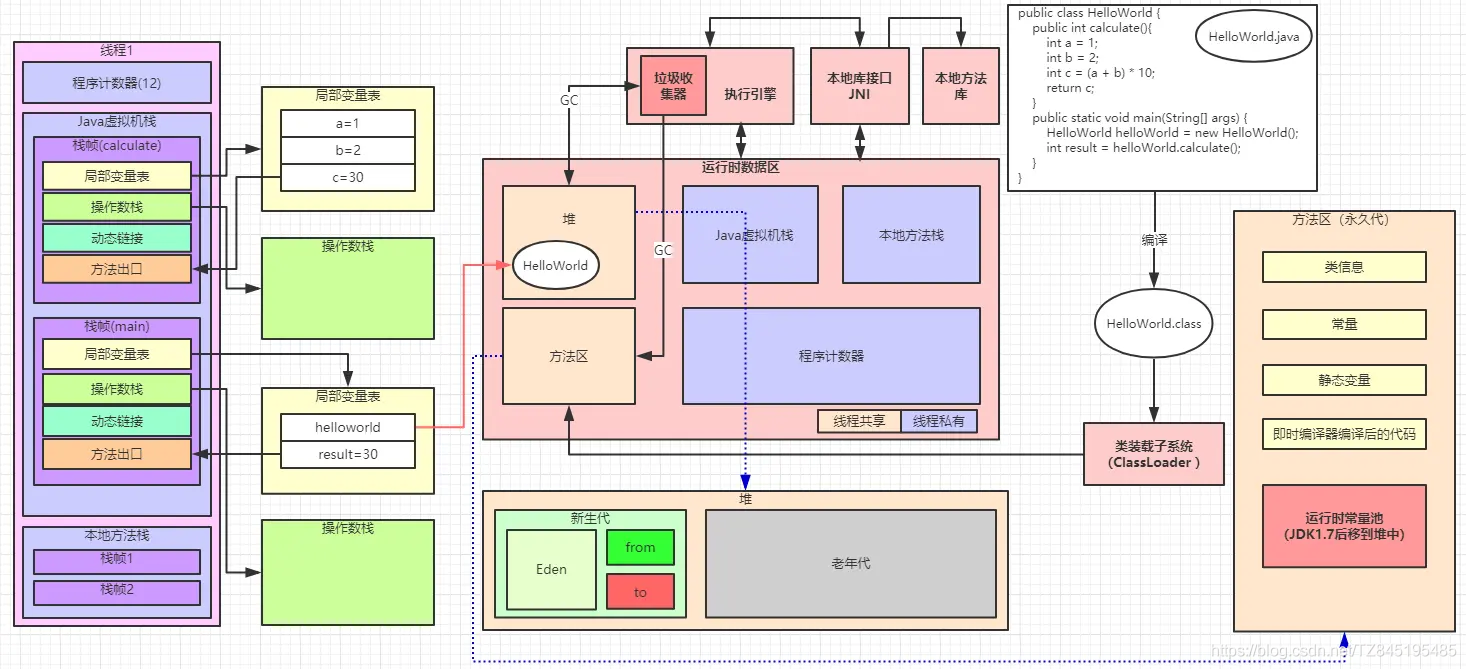 线程1
程序计数器(12)
Java虚拟机栈
栈帧(calculate)
局部变量表
操作数栈
动态链接
方法出口
栈帧(main)
局部变量表
操作数栈
动态链接
方法出口
本地方法栈
栈帧1
栈帧2
局部变量表
a=1
b=2
c=30
操作数栈
局部变量表
helloworld
result=30
操作数栈
GC
垃圾收
集器
执行引擎
本地库接口
JNI
本地方法
库
运行时数据区
堆
HelloWorld
GC
Java虚拟机栈
本地方法栈
方法区
程序计数器
线程共享
线程私有
堆
新生代
Eden
from
to
老年代
public class HelloWorld {
public int calculate(){
int a = 1;
int b = 2;
int c = (a + b) * 10;
return c;
}
public static void main(String[] args) {
HelloWorld helloWorld = new HelloWorld();
int result = helloWorld.calculate();
}
}
HelloWorld.java
编译
HelloWorld.class
类装载子系统
（ClassLoader ）
方法区（永久代）
类信息
常量
静态变量
即时编译器编译后的代码
运行时常量池
（JDK1.7后移到堆中）
https://blog.csdn.net/TZ845195485